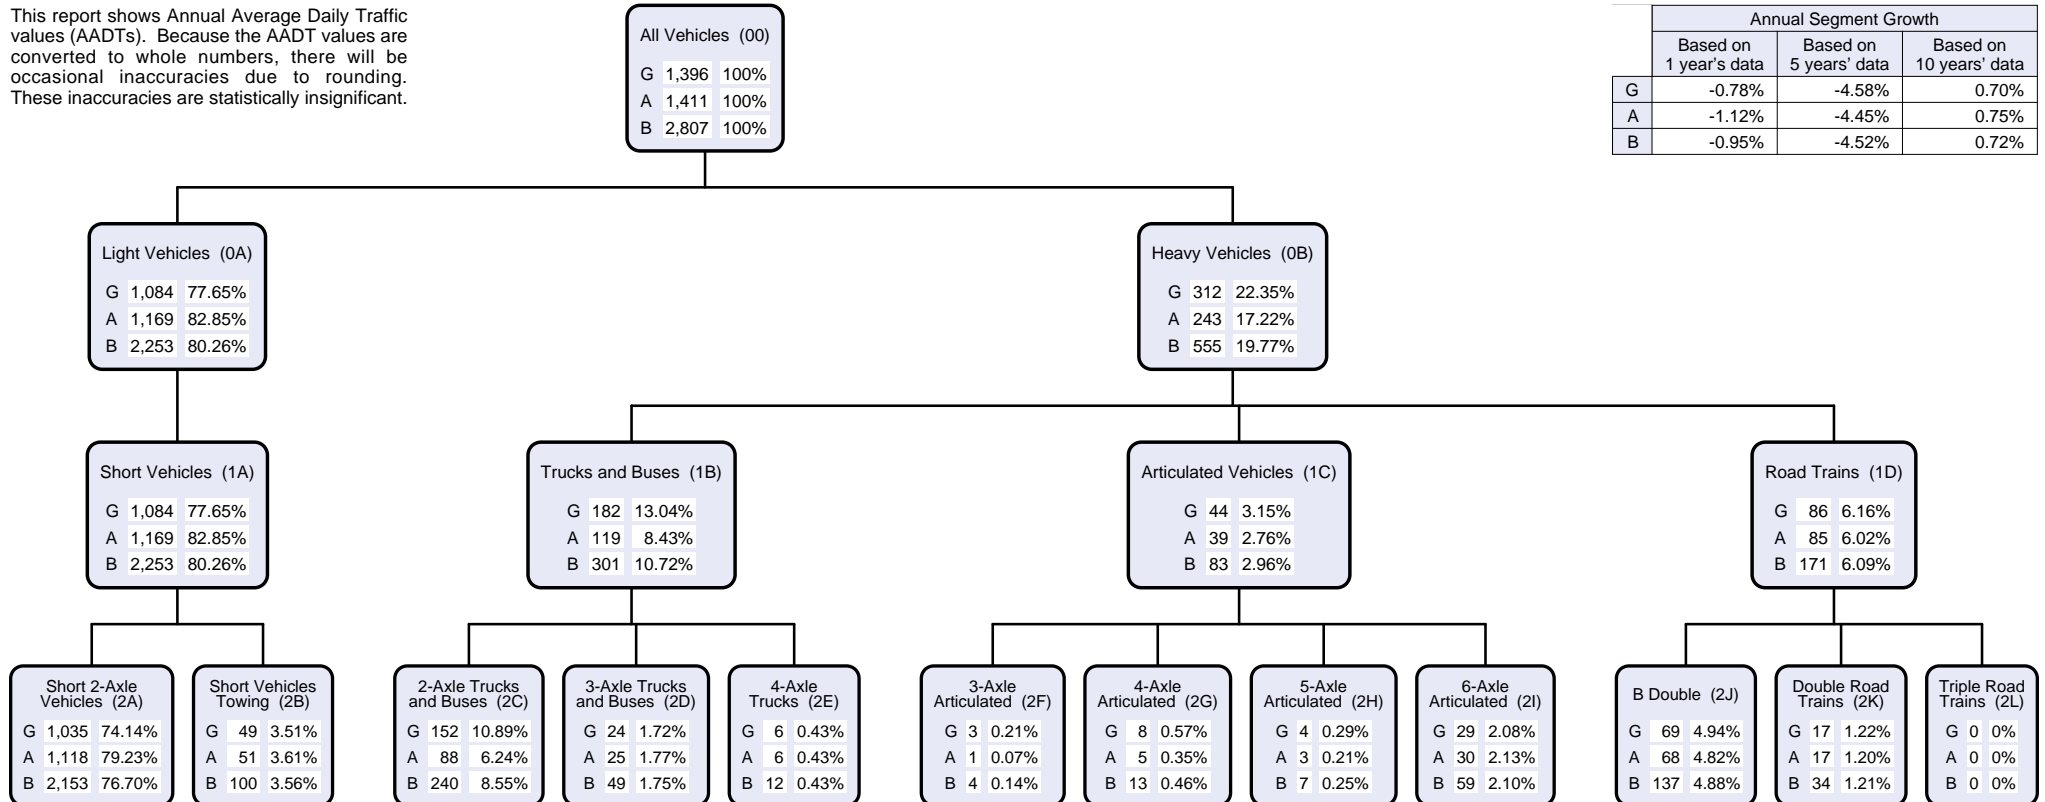 This report shows Annual Average Daily Traffic
values (AADTs). Because the AADT values are
converted to whole numbers, there will be
occasional inaccuracies due to rounding.
These inaccuracies are statistically insignificant.
All Vehicles (00)
G 1,396 100%
A 1,411 100%
B 2,807 100%
Annual Segment Growth
Based on 1 year's data Based on 5 years' data Based on 10 years' data
G -0.78% -4.58% 0.70%
A -1.12% -4.45% 0.75%
B -0.95% -4.52% 0.72%
Light Vehicles (0A)
G 1,084 77.65%
A 1,169 82.85%
B 2,253 80.26%
Heavy Vehicles (0B)
G 312 22.35%
A 243 17.22%
B 555 19.77%
Short Vehicles (1A)
G 1,084 77.65%
A 1,169 82.85%
B 2,253 80.26%
Trucks and Buses (1B)
G 182 13.04%
A 119 8.43%
B 301 10.72%
Articulated Vehicles (1C)
G 44 3.15%
A 39 2.76%
B 83 2.96%
Road Trains (1D)
G 86 6.16%
A 85 6.02%
B 171 6.09%
Short 2-Axle
Vehicles (2A)
G 1,035 74.14%
A 1,118 79.23%
B 2,153 76.70%
Short Vehicles
Towing (2B)
G 49 3.51%
A 51 3.61%
B 100 3.56%
2-Axle Trucks
and Buses (2C)
G 152 10.89%
A 88 6.24%
B 240 8.55%
3-Axle Trucks
and Buses (2D)
G 24 1.72%
A 25 1.77%
B 49 1.75%
4-Axle
Trucks (2E)
G 6 0.43%
A 6 0.43%
B 12 0.43%
3-Axle
Articulated (2F)
G 3 0.21%
A 1 0.07%
B 4 0.14%
4-Axle
Articulated (2G)
G 8 0.57%
A 5 0.35%
B 13 0.46%
5-Axle
Articulated (2H)
G 4 0.29%
A 3 0.21%
B 7 0.25%
6-Axle
Articulated (2I)
G 29 2.08%
A 30 2.13%
B 59 2.10%
B Double (2J)
G 69 4.94%
A 68 4.82%
B 137 4.88%
Double Road
Trains (2K)
G 17 1.22%
A 17 1.20%
B 34 1.21%
Triple Road
Trains (2L)
G 0 0%
A 0 0%
B 0 0%